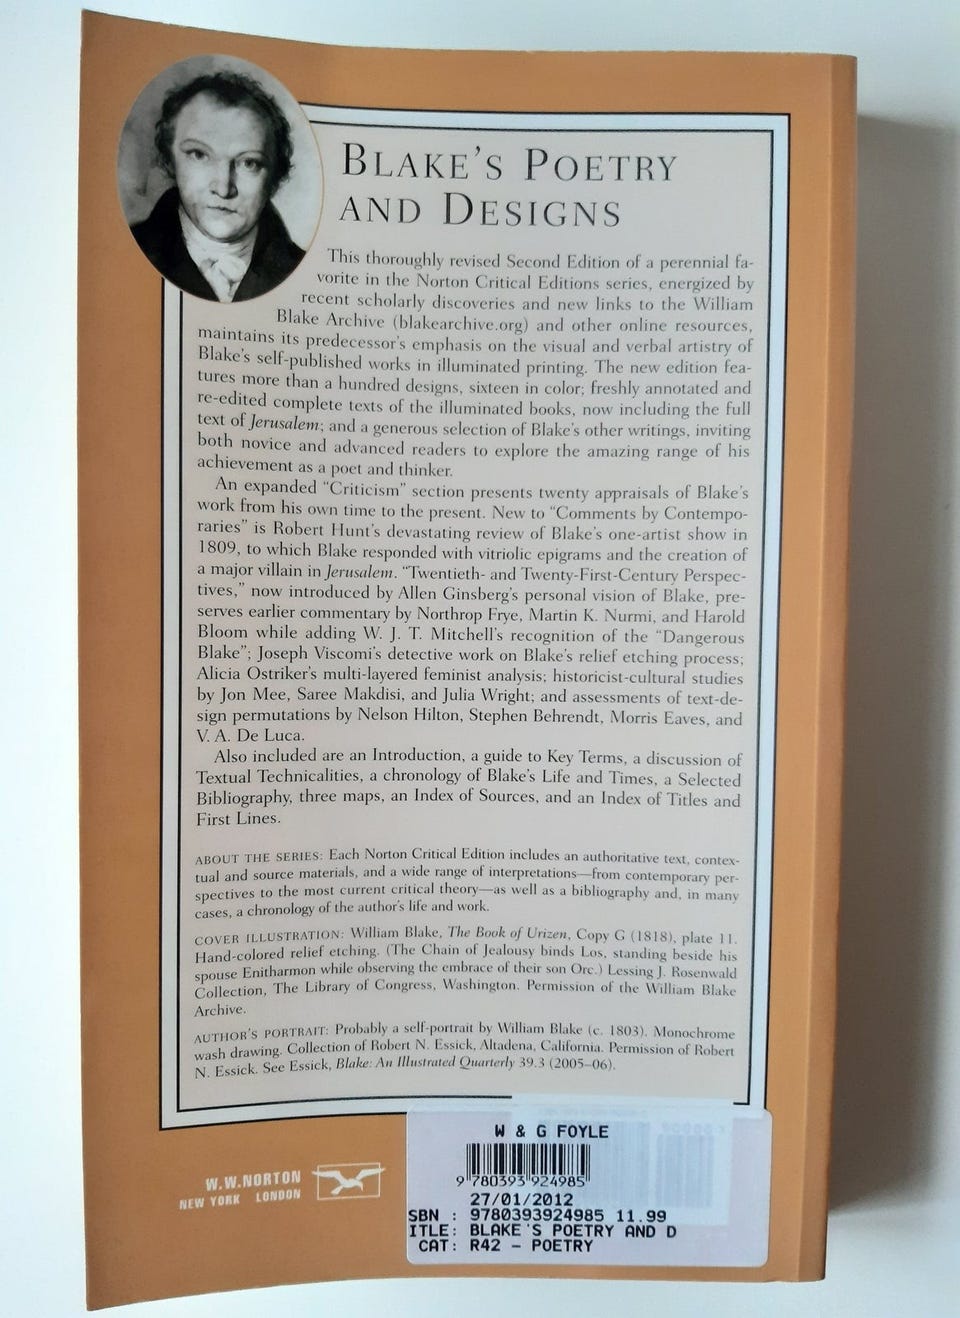 BLAKE'S POETRY
AND DESIGNS
This thoroughly revised Second Edition of a perennial fa-
vorite in the Norton Critical Editions series, energized by
recent scholarly discoveries and new links to the William
Blake Archive (blakearchive.org) and other online resources,
maintains its predecessor's emphasis on the visual and verbal artistry of
Blake's self-published works in illuminated printing. The new edition fea-
tures more than a hundred designs, sixteen in color; freshly annotated and
re-edited complete texts of the illuminated books, now including the full
text of Jerusalem; and a generous selection of Blake's other writings, inviting
both novice and advanced readers to explore the amazing range of his
achievement as a poet and thinker.
An expanded “Criticism” section presents twenty appraisals of Blake's
work from his own time to the present. New to “Comments by Contempo-
raries” is Robert Hunt's devastating review of Blake's one-artist show in
1809, to which Blake responded with vitriolic epigrams and the creation of
a major villain in Jerusalem. “Twentieth- and Twenty-First-Century Perspec-
tives,” now introduced by Allen Ginsberg's personal vision of Blake, pre-
serves earlier commentary by Northrop Frye, Martin K. Nurmi, and Harold
Bloom while adding W. J. T. Mitchell's recognition of the “Dangerous
Blake”; Joseph Viscomi's detective work on Blake's relief etching process;
Alicia Ostriker's multi-layered feminist analysis; historicist-cultural studies
by Jon Mee, Saree Makdisi, and Julia Wright; and assessments of text-de-
sign permutations by Nelson Hilton, Stephen Behrendt, Morris Eaves, and
V. A. De Luca.
Also included are an Introduction, a guide to Key Terms, a discussion of
Textual Technicalities, a chronology of Blake's Life and Times, a Selected
Bibliography, three maps, an Index of Sources, and an Index of Titles and
First Lines.
ABOUT THE SERIES: Each Norton Critical Edition includes an authoritative text, contex-
tual and source materials, and a wide range of interpretations—from contemporary per-
spectives to the most current critical theory—as well as a bibliography and, in many
cases, a chronology of the author's life and work.
COVER ILLUSTRATION: William Blake, The Book of Urizen, Copy G (1818), plate 11.
Hand-colored relief etching. (The Chain of Jealousy binds Los, standing beside his
spouse Enitharmon while observing the embrace of their son Orc.) Lessing J. Rosenwald
Collection, The Library of Congress, Washington. Permission of the William Blake
Archive.
AUTHOR'S PORTRAIT: Probably a self-portrait by William Blake (c. 1803). Monochrome
wash drawing. Collection of Robert N. Essick, Altadena, California. Permission of Robert
N. Essick. See Essick, Blake: An Illustrated Quarterly 39.3 (2005–06).
W.W.NORTON
NEW YORK LONDON
W & G FOYLE
9 780393 924985
27/01/2012
SBN : 9780393924985 11.99
ITLE: BLAKE'S POETRY AND D
CAT: R42 - POETRY